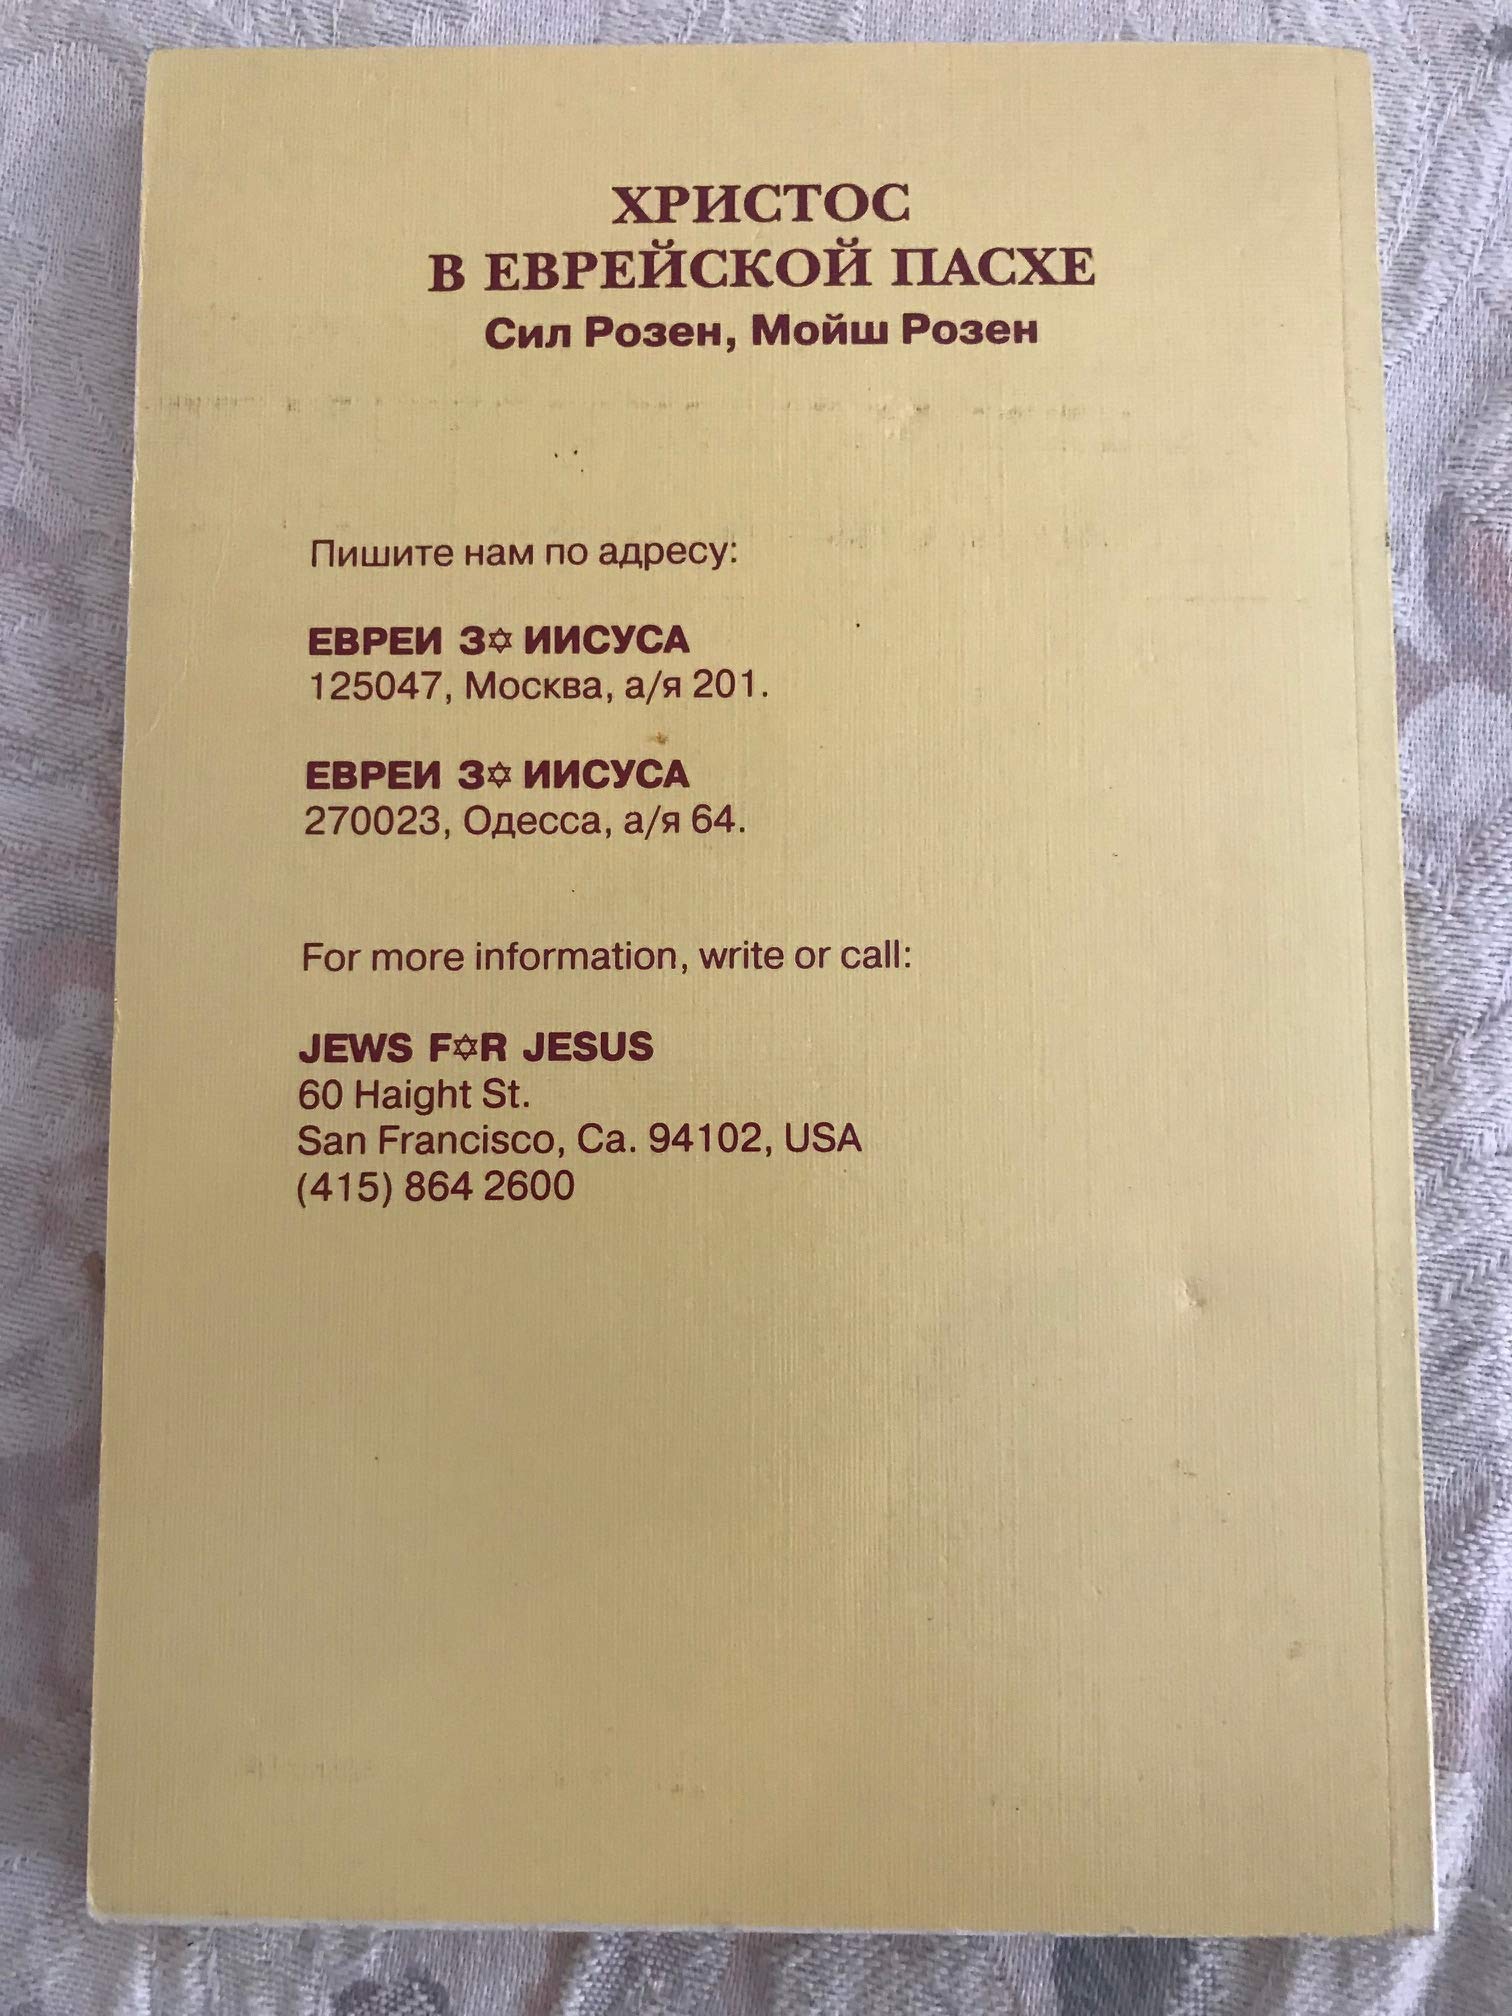 ХРИСТОС
В ЕВРЕЙСКОЙ ПАСХЕ
Сил Розен, Мойш Розен
Пишите нам по адресу:
ЕВРЕИ З✡ ИИСУСА
125047, Москва, а/я 201.
ЕВРЕИ З✡ ИИСУСА
270023, Одесса, а/я 64.
For more information, write or call:
JEWS F✡R JESUS
60 Haight St.
San Francisco, Ca. 94102, USA
(415) 864 2600